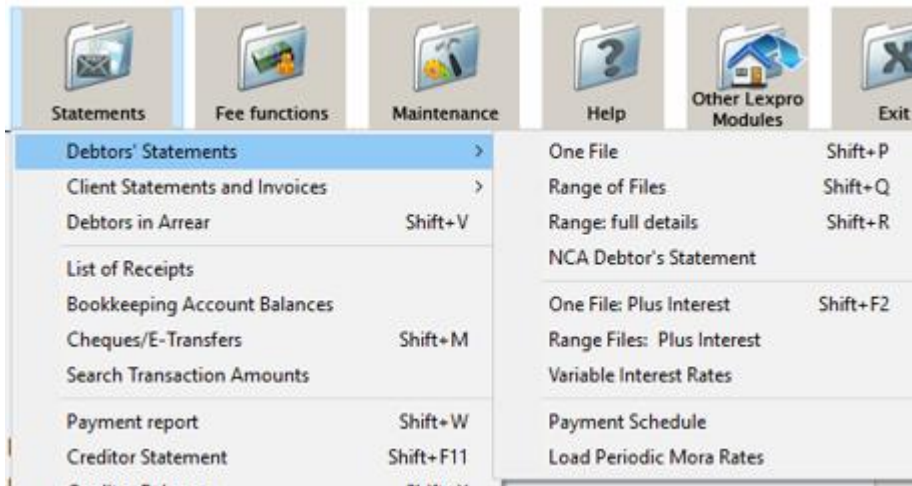 Statements
Fee functions
Maintenance
Help
Other Lexpro
Modules
Exit
Debtors' Statements
Client Statements and Invoices
Debtors in Arrear Shift+V
List of Receipts
Bookkeeping Account Balances
Cheques/E-Transfers Shift+M
Search Transaction Amounts
Payment report Shift+W
Creditor Statement Shift+F11
One File Shift+P
Range of Files Shift+Q
Range: full details Shift+R
NCA Debtor's Statement
One File: Plus Interest Shift+F2
Range Files: Plus Interest
Variable Interest Rates
Payment Schedule
Load Periodic Mora Rates